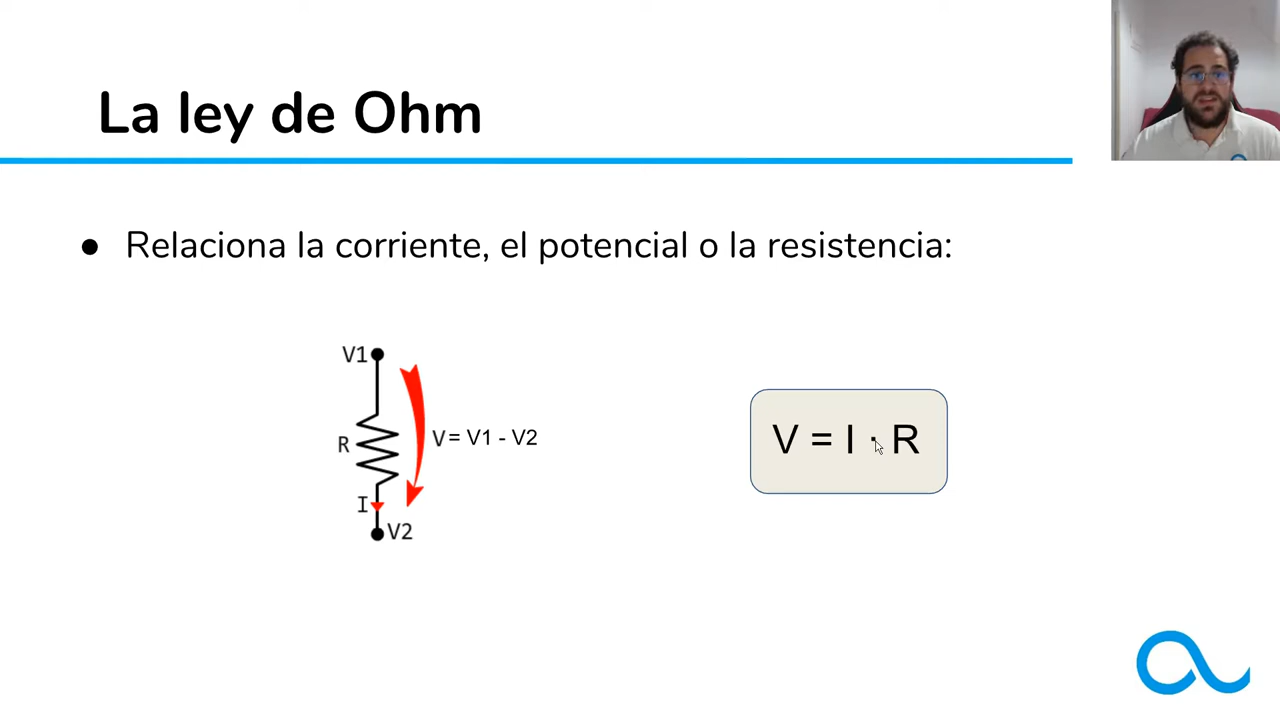 La ley de Ohm
● Relaciona la corriente, el potencial o la resistencia:
V1
R
V = V1 - V2
I
V2
V = I · R